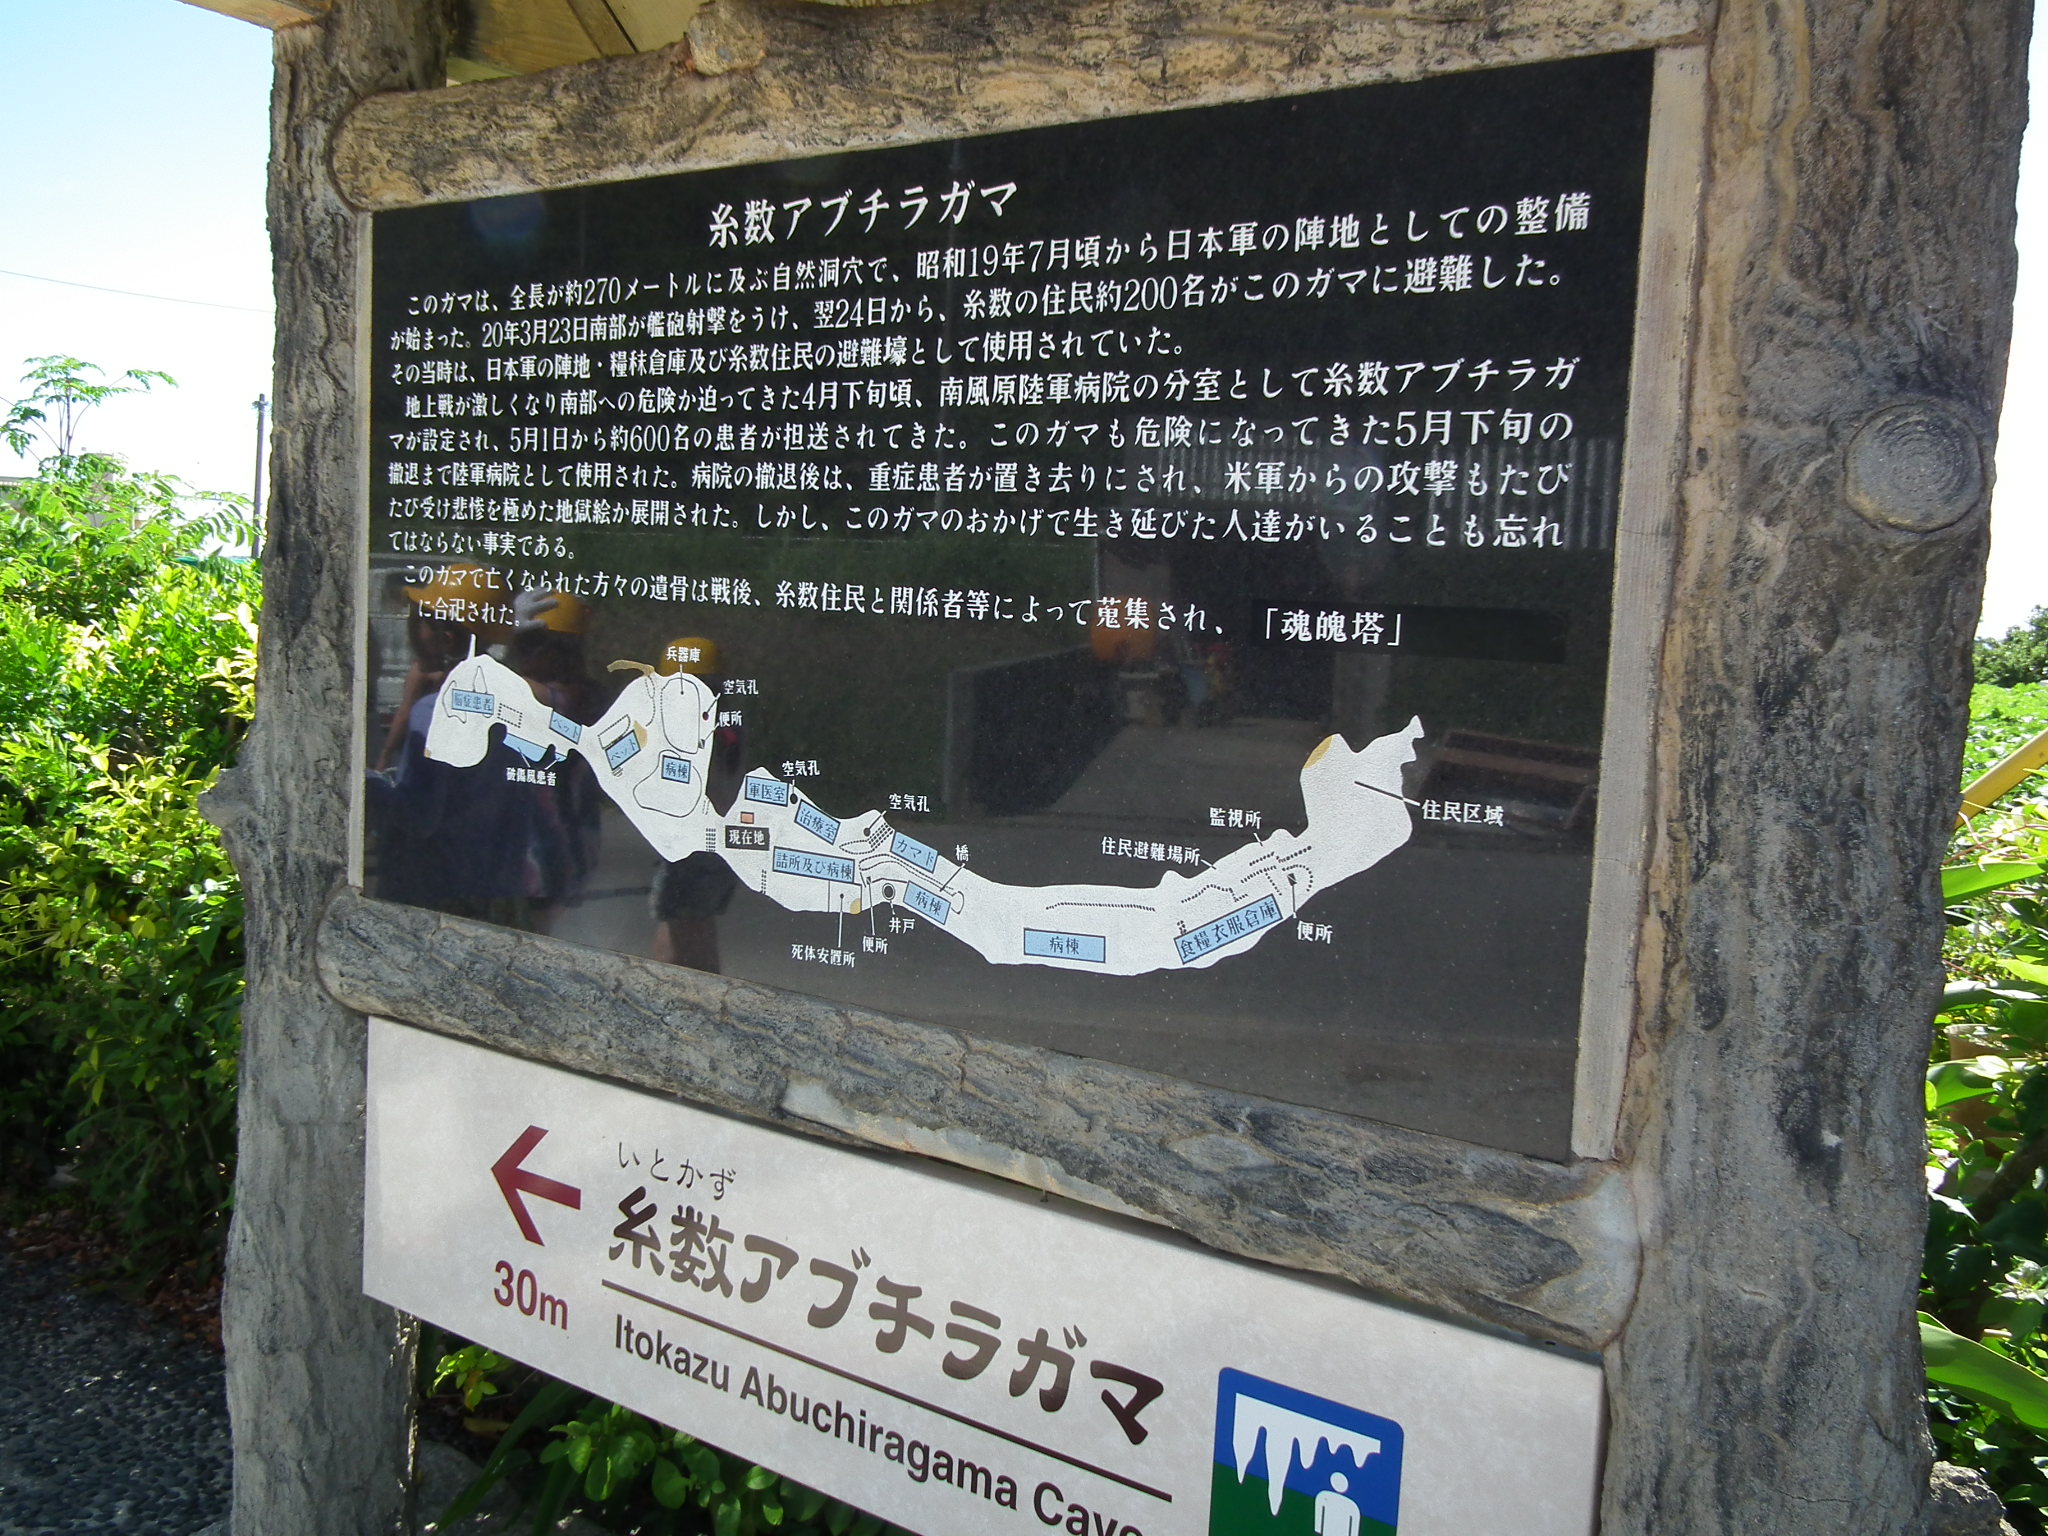 糸数アブチラガマ
このガマは、全長が約270メートルに及ぶ自然洞穴で、昭和19年7月頃から日本軍の陣地としての整備
が始まった。20年3月23日南部が艦砲射撃をうけ、翌24日から、糸数の住民約200名がこのガマに避難した。
その当時は、日本軍の陣地・糧秣倉庫及び糸数住民の避難壕として使用されていた。
地上戦が激しくなり南部への危険が迫ってきた4月下旬頃、南風原陸軍病院の分室として糸数アブチラガ
マが設定され、5月1日から約600名の患者が担送されてきた。このガマも危険になってきた5月下旬の
撤退まで陸軍病院として使用された。病院の撤退後は、重症患者が置き去りにされ、米軍からの攻撃もたび
たび受け悲惨を極めた地獄絵が展開された。しかし、このガマのおかげで生き延びた人達がいることも忘れ
てはならない事実である。
このガマで亡くなられた方々の遺骨は戦後、糸数住民と関係者等によって蒐集され、「魂魄塔」
に合祀された。
兵器庫
空気孔
便所
脳症患者
ベット
破傷風患者
ベット
病棟
空気孔
軍医室
治療室
空気孔
現在地
詰所及び病棟
カマド
橋
病棟
井戸
便所
死体安置所
病棟
監視所
住民避難場所
住民区域
食糧衣服倉庫
便所
いとかず
糸数アブチラガマ
30m
Itokazu Abuchiragama Cave